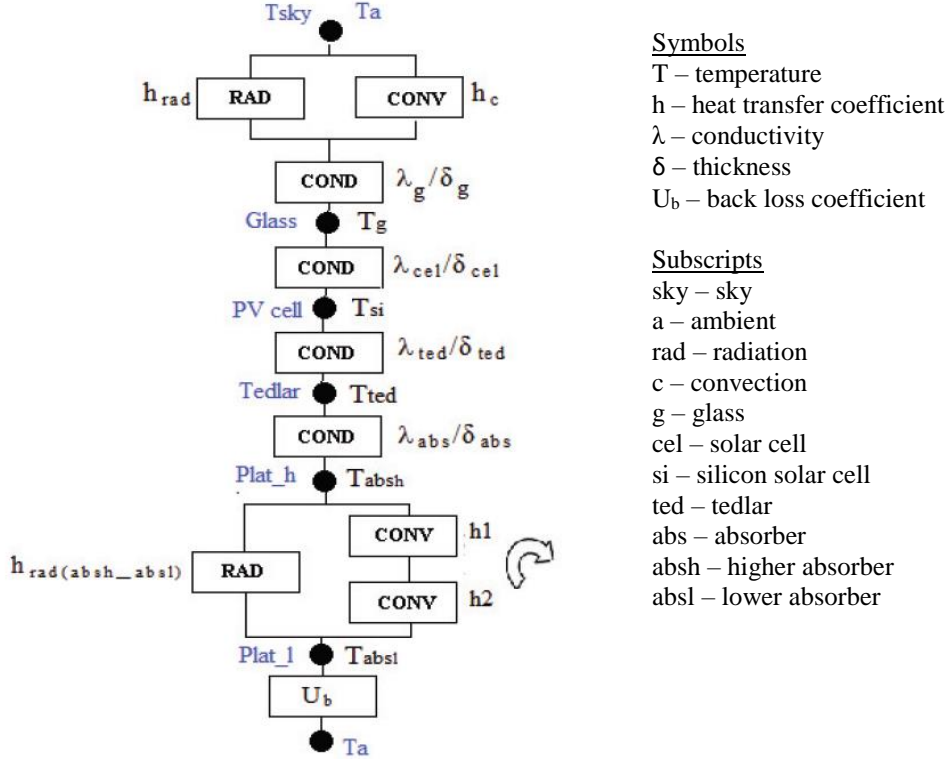 Tsky Ta
h rad RAD CONV h c
COND λg/δg
Glass Tg
COND λcel/δcel
PV cell Tsi
COND λted/δted
Tedlar Tted
COND λabs/δabs
Plat_h Tabsh
CONV h1
h rad(absh_absl) RAD
CONV h2
Plat_l Tabsl
Ub
Ta
Symbols
T – temperature
h – heat transfer coefficient
λ – conductivity
δ – thickness
Ub – back loss coefficient
Subscripts
sky – sky
a – ambient
rad – radiation
c – convection
g – glass
cel – solar cell
si – silicon solar cell
ted – tedlar
abs – absorber
absh – higher absorber
absl – lower absorber